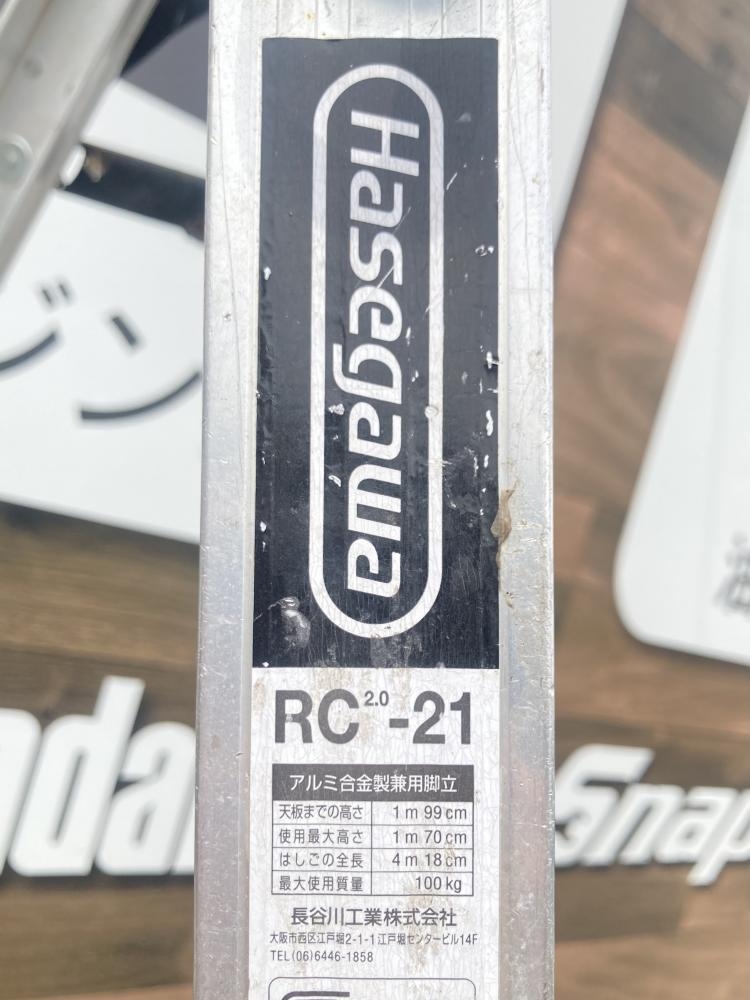 Hasegawa
RC2.0-21
アルミ合金製兼用脚立
天板までの高さ 1m99cm
使用最大高さ 1m70cm
はしごの全長 4m18cm
最大使用質量 100kg
長谷川工業株式会社
大阪市西区江戸堀2-1-1江戸堀センタービル14F
TEL(06)6446-1858
ジン
nda
Snap